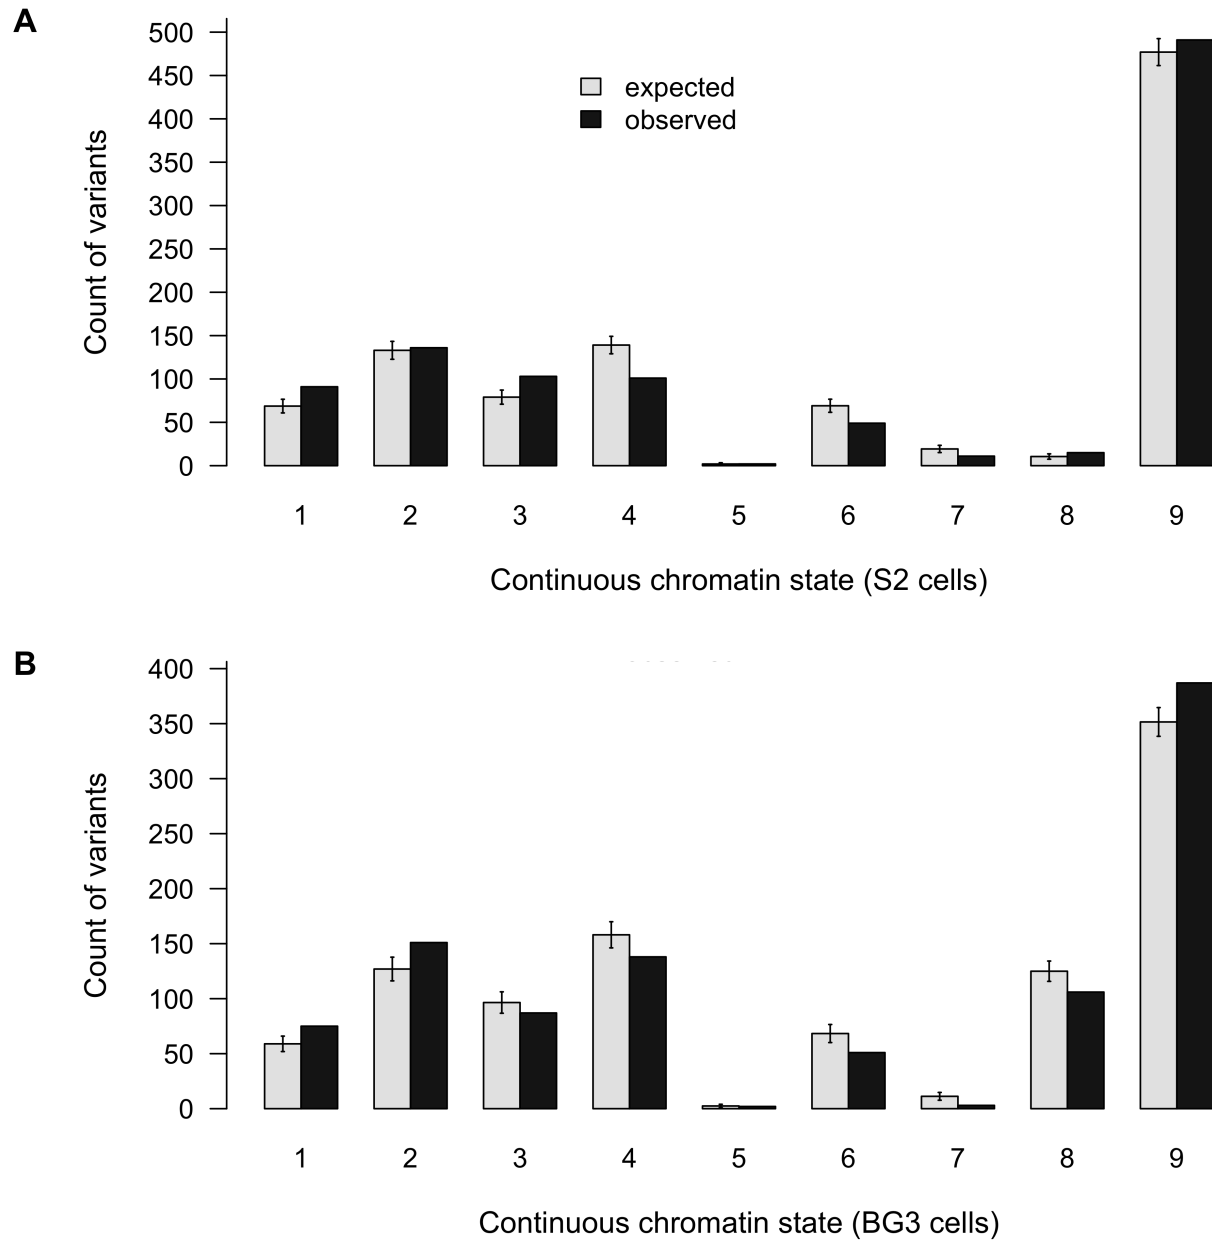 A
500
450
400
350
300
250
200
150
100
50
0
Count of variants
expected
observed
1 2 3 4 5 6 7 8 9
Continuous chromatin state (S2 cells)
B
400
350
300
250
200
150
100
50
0
Count of variants
1 2 3 4 5 6 7 8 9
Continuous chromatin state (BG3 cells)